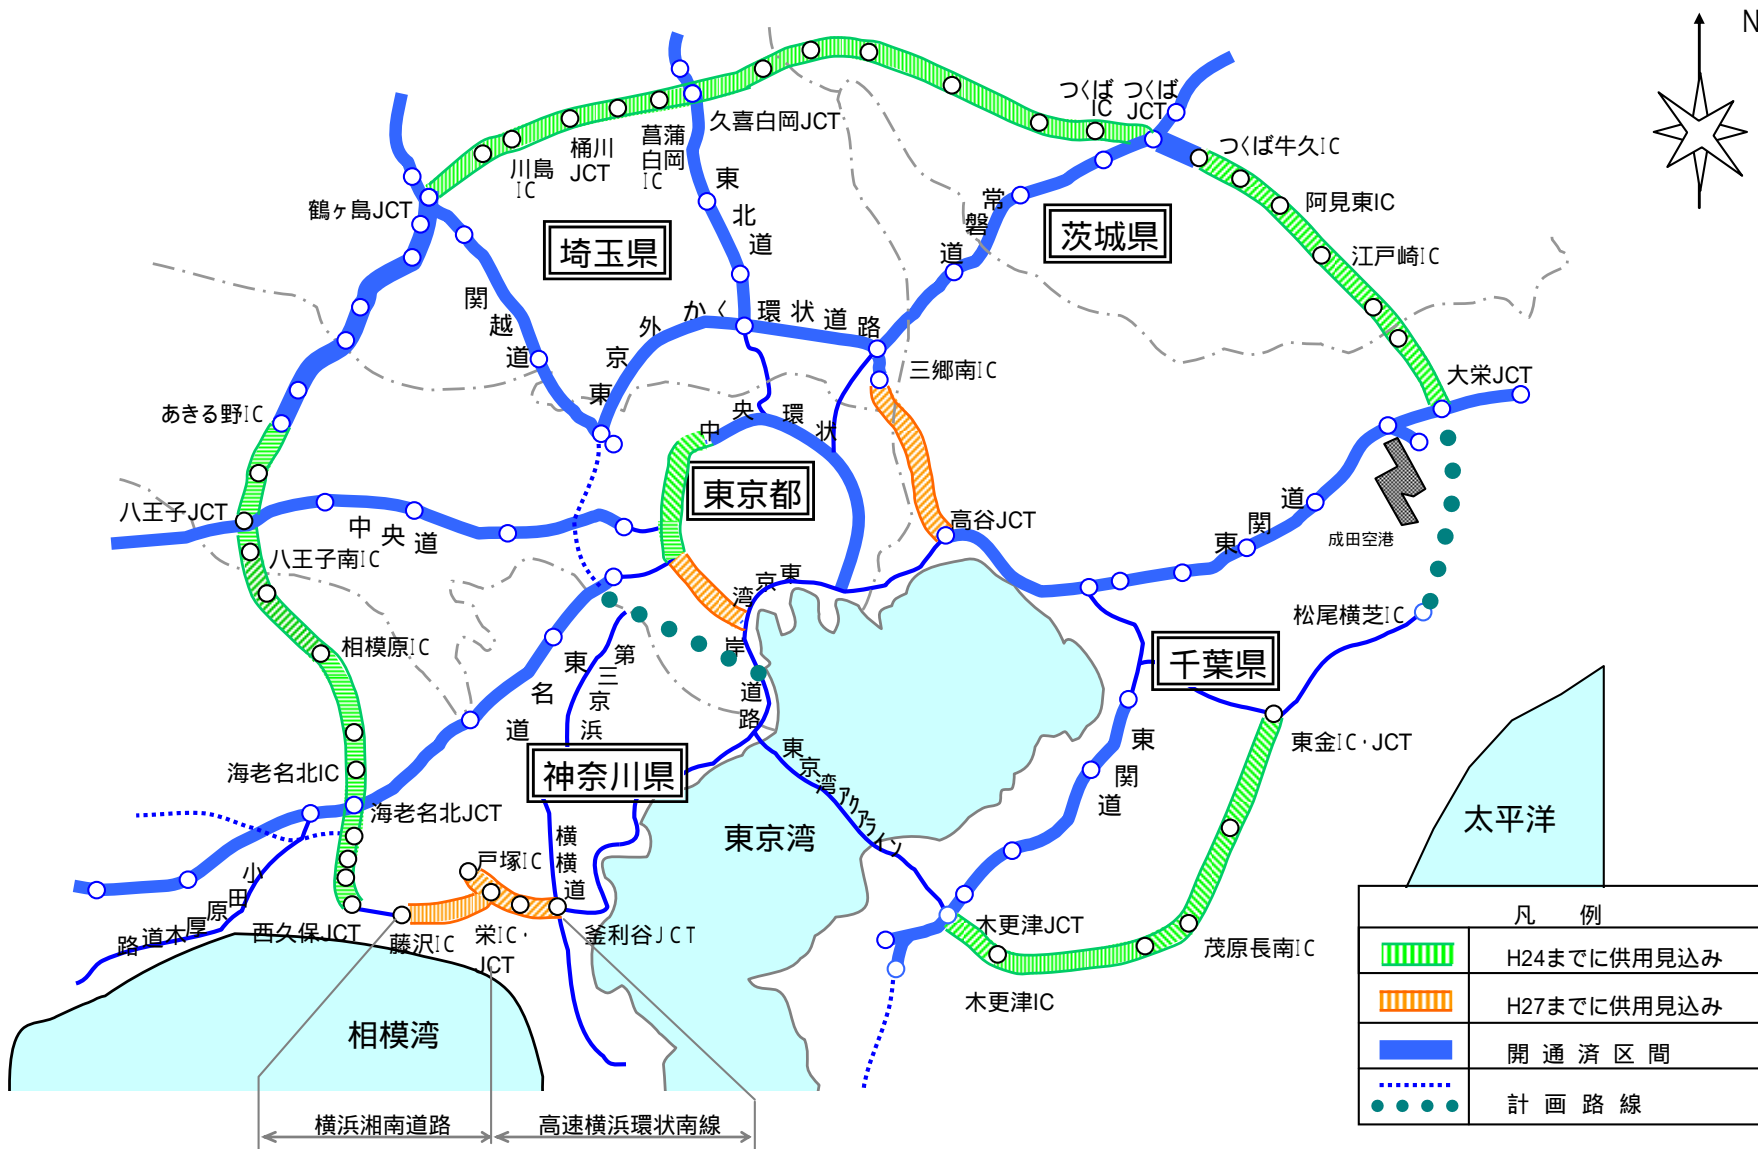 N
つくば
IC
つくば
JCT
久喜白岡JCT
菖蒲
白岡
IC
桶川
JCT
川島
IC
つくば牛久IC
鶴ヶ島JCT
阿見東IC
埼玉県
茨城県
東北道
常磐道
江戸崎IC
関越道
東京外かく環状道路
三郷南IC
大栄JCT
あきる野IC
中央環状
東京都
八王子JCT
中央道
高谷JCT
東関道
成田空港
八王子南IC
東京湾岸道路
松尾横芝IC
相模原IC
第三京浜
東名道
千葉県
東金IC・JCT
海老名北IC
神奈川県
東京湾アクアライン
東関道
海老名北JCT
太平洋
東京湾
戸塚IC
横横道
小田原厚木道路
西久保JCT
藤沢IC
栄IC・
JCT
釜利谷JCT
木更津JCT
茂原長南IC
木更津IC
相模湾
横浜湘南道路
高速横浜環状南線
凡 例
H24までに供用見込み
H27までに供用見込み
開通済区間
計画路線